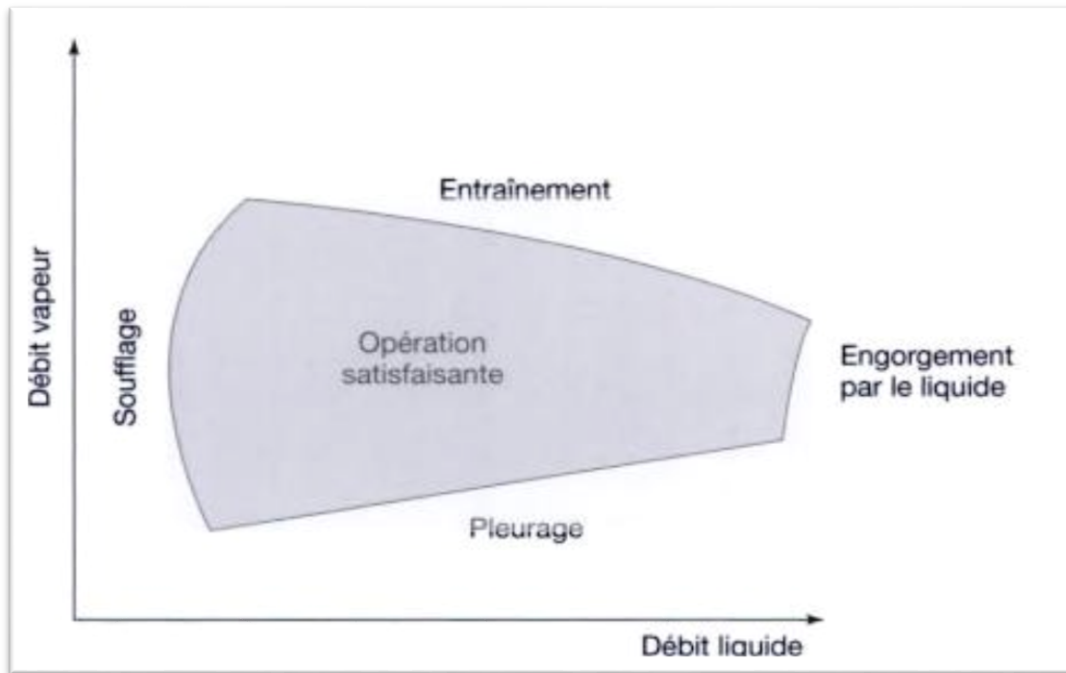 Entraînement
Débit vapeur
Soufflage
Opération
satisfaisante
Engorgement
par le liquide
Pleurage
Débit liquide